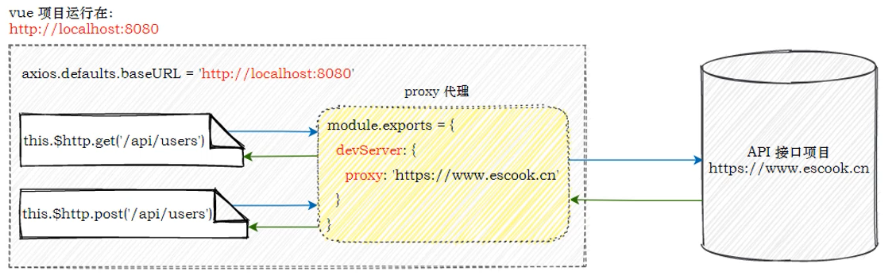 vue 项目运行在:
http://localhost:8080
axios.defaults.baseURL = 'http://localhost:8080'
proxy 代理
this.$http.get('/api/users')
this.$http.post('/api/users')
module.exports = {
devServer: {
proxy: 'https://www.escook.cn'
}
}
API 接口项目
https://www.escook.cn